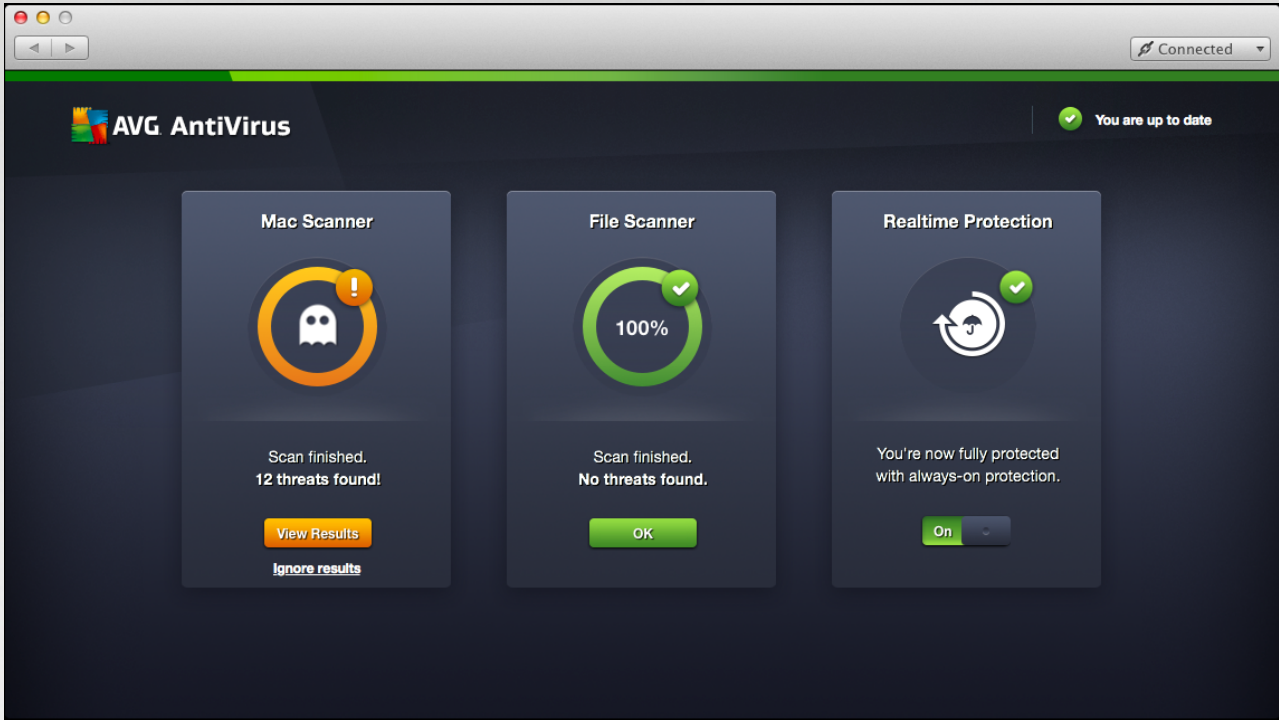 Connected
AVG AntiVirus
You are up to date
Mac Scanner
!
Scan finished.
12 threats found!
View Results
Ignore results
File Scanner
100%
Scan finished.
No threats found.
OK
Realtime Protection
You're now fully protected
with always-on protection.
On